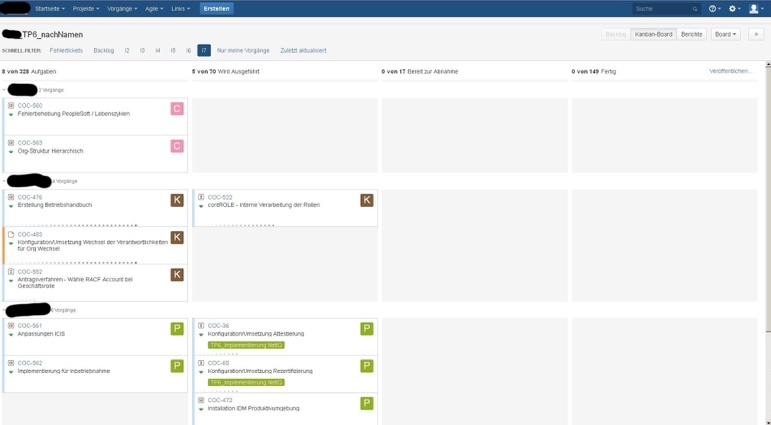 Startseite Projekte Vorgänge Agile Links Erstellen Suche
_TP6_nachNamen Backlog Kanban-Board Berichte Board
SCHNELL-FILTER: Fehlertickets Backlog I2 I3 I4 I5 I6 I7 Nur meine Vorgänge Zuletzt aktualisiert
8 von 328 Aufgaben 5 von 70 Wird Ausgeführt 0 von 17 Bereit zur Abnahme 0 von 149 Fertig Veröffentlichen...
2 Vorgänge
COC-560 C
Fehlerbehebung PeopleSoft / Lebenszyklen
COC-563 C
Org-Struktur Hierarchisch
4 Vorgänge
COC-476 K COC-522 K
Erstellung Betriebshandbuch contROLE - Interne Verarbeitung der Rollen
COC-483 K
Konfiguration/Umsetzung Wechsel der Verantwortlichkeiten
für Org.Wechsel
COC-552 K
Antragsverfahren - Wähle RACF Account bei
Geschäftsrolle
Vorgänge
COC-561 P COC-36 P
Anpassungen ICIS Konfiguration/Umsetzung Attestierung
TP6_Implementierung NetIQ
COC-562 P COC-65 P
Implementierung für Inbetriebnahme Konfiguration/Umsetzung Rezertifizierung
TP6_Implementierung NetIQ
COC-472 P
Installation IDM Produktivumgebung